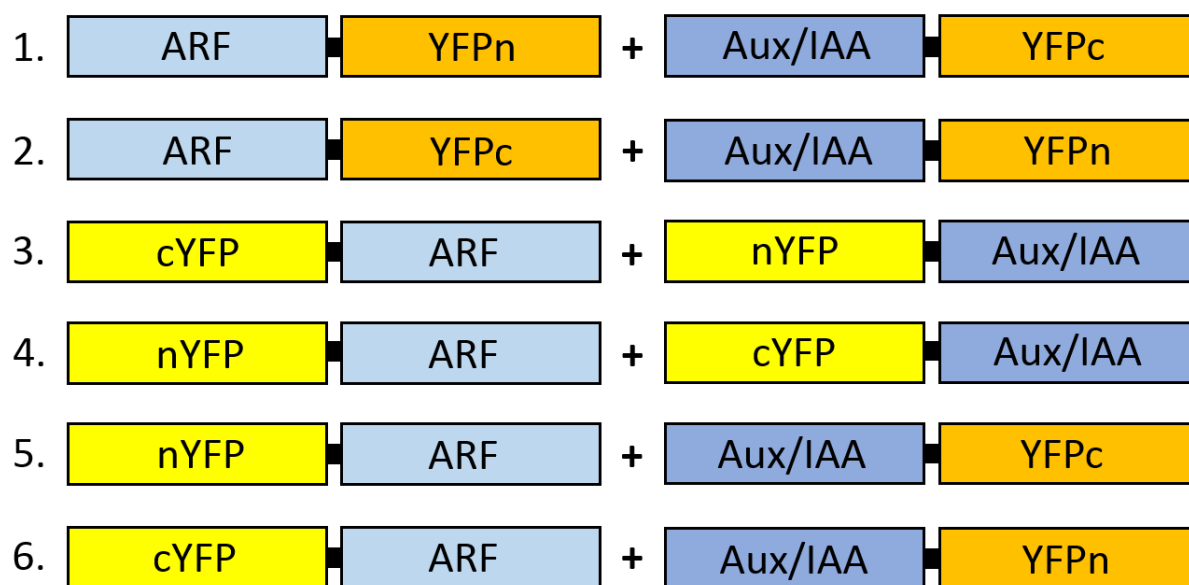 1. ARF YFPn + Aux/IAA YFPc
2. ARF YFPc + Aux/IAA YFPn
3. cYFP ARF + nYFP Aux/IAA
4. nYFP ARF + cYFP Aux/IAA
5. nYFP ARF + Aux/IAA YFPc
6. cYFP ARF + Aux/IAA YFPn